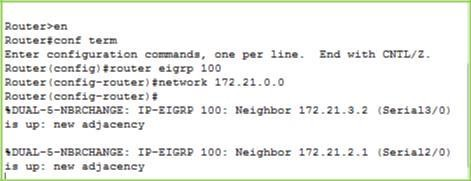 Router>en
Router#conf term
Enter configuration commands, one per line.  End with CNTL/Z.
Router(config)#router eigrp 100
Router(config-router)#network 172.21.0.0
Router(config-router)#
%DUAL-5-NBRCHANGE: IP-EIGRP 100: Neighbor 172.21.3.2 (Serial3/0)
is up: new adjacency
%DUAL-5-NBRCHANGE: IP-EIGRP 100: Neighbor 172.21.2.1 (Serial2/0)
is up: new adjacency